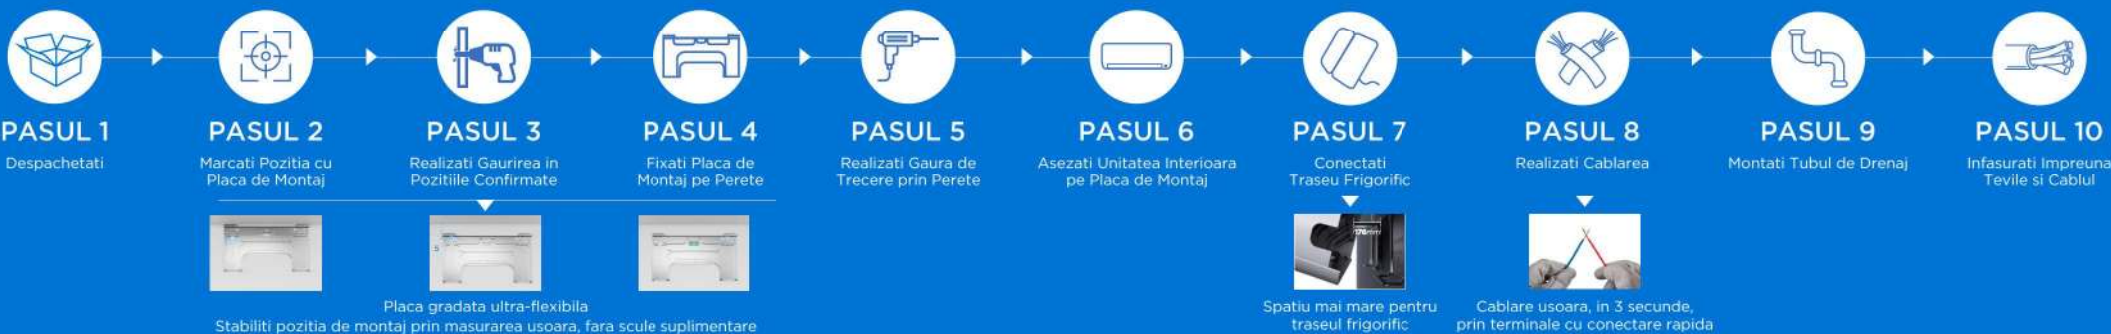 PASUL 1
Despachetati
PASUL 2
Marcati Pozitia cu
Placa de Montaj
PASUL 3
Realizati Gaurirea in
Pozitiile Confirmate
PASUL 4
Fixati Placa de
Montaj pe Perete
PASUL 5
Realizati Gaura de
Trecere prin Perete
PASUL 6
Asezati Unitatea Interioara
pe Placa de Montaj
PASUL 7
Conectati
Traseu Frigorific
PASUL 8
Realizati Cablarea
PASUL 9
Montati Tubul de Drenaj
PASUL 10
Infasurati Impreuna
Tevile si Cablul
5
176mm
Placa gradata ultra-flexibila
Stabiliti pozitia de montaj prin masurarea usoara, fara scule suplimentare
Spatiu mai mare pentru
traseul frigorific
Cablare usoara, in 3 secunde,
prin terminale cu conectare rapida